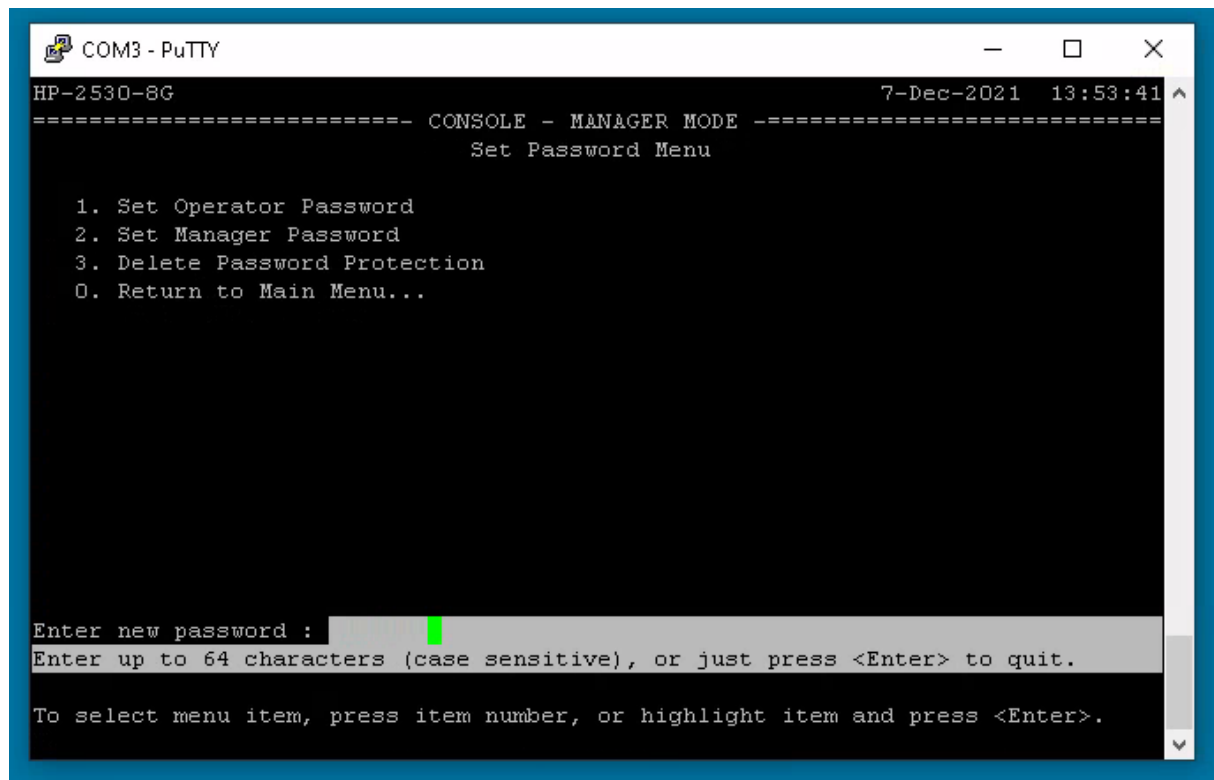 COM3 - PuTTY
HP-2530-8G 7-Dec-2021 13:53:41
==========================- CONSOLE - MANAGER MODE -============================
Set Password Menu
1. Set Operator Password
2. Set Manager Password
3. Delete Password Protection
0. Return to Main Menu...
Enter new password :
Enter up to 64 characters (case sensitive), or just press <Enter> to quit.
To select menu item, press item number, or highlight item and press <Enter>.